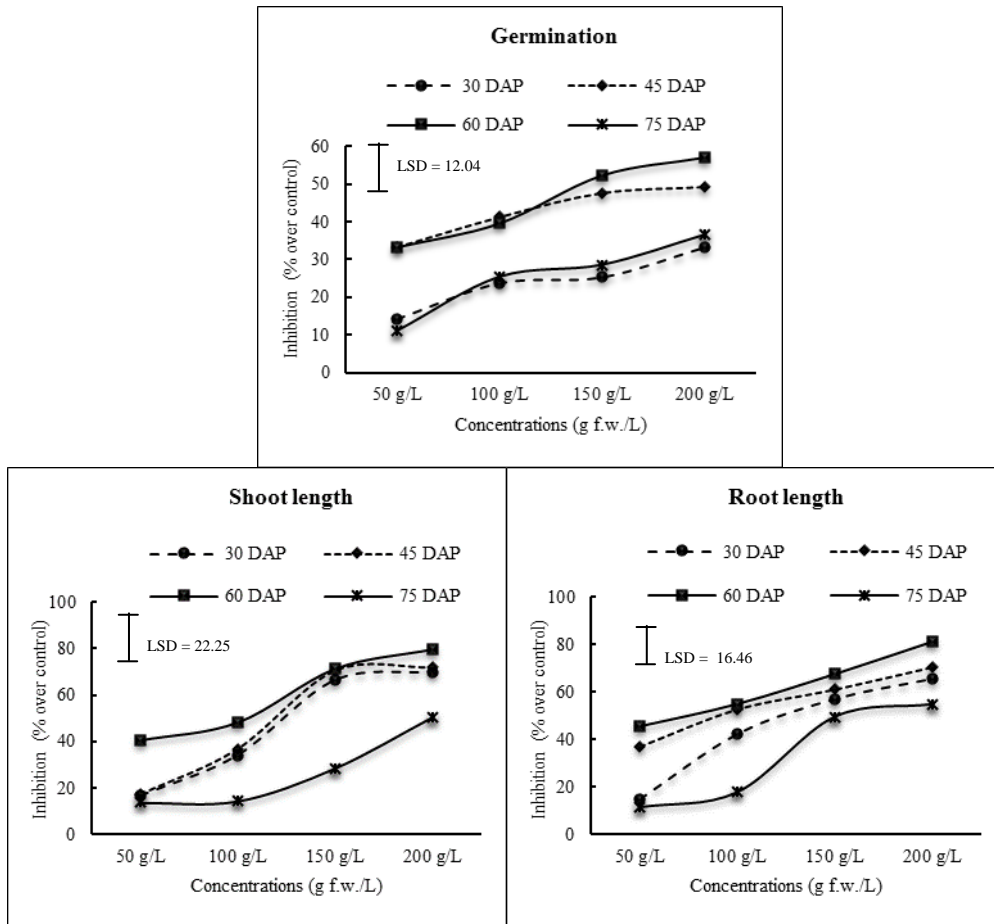 Germination
30 DAP 45 DAP
60 DAP 75 DAP
60
LSD = 12.04
50
40
30
20
10
0
Inhibition (% over control)
50 g/L 100 g/L 150 g/L 200 g/L
Concentrations (g f.w./L)
Shoot length
30 DAP 45 DAP
60 DAP 75 DAP
100
80
LSD = 22.25
60
40
20
0
Inhibition (% over control)
50 g/L 100 g/L 150 g/L 200 g/L
Concentrations (g f.w./L)
Root length
30 DAP 45 DAP
60 DAP 75 DAP
100
80
LSD = 16.46
60
40
20
0
Inhibition (% over control)
50 g/L 100 g/L 150 g/L 200 g/L
Concentrations (g f.w./L)